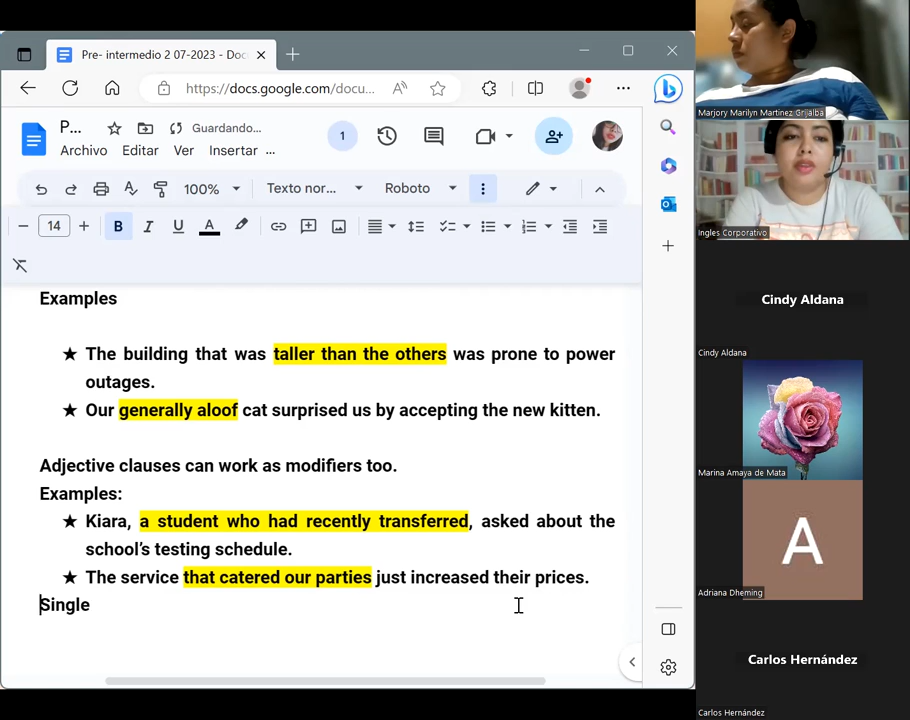 Pre- intermedio 2 07-2023 - Doc
https://docs.google.com/docu...
P...
Guardando...
1
Archivo Editar Ver Insertar ...
100% Texto nor... Roboto
14 B I U A
Examples
★ The building that was taller than the others was prone to power
outages.
★ Our generally aloof cat surprised us by accepting the new kitten.
Adjective clauses can work as modifiers too.
Examples:
★ Kiara, a student who had recently transferred, asked about the
school's testing schedule.
★ The service that catered our parties just increased their prices.
Single
Marjory Marilyn Martinez Grijalba
Ingles Corporativo
Cindy Aldana
Cindy Aldana
Marina Amaya de Mata
A
Adriana Dheming
Carlos Hernández
Carlos Hernández